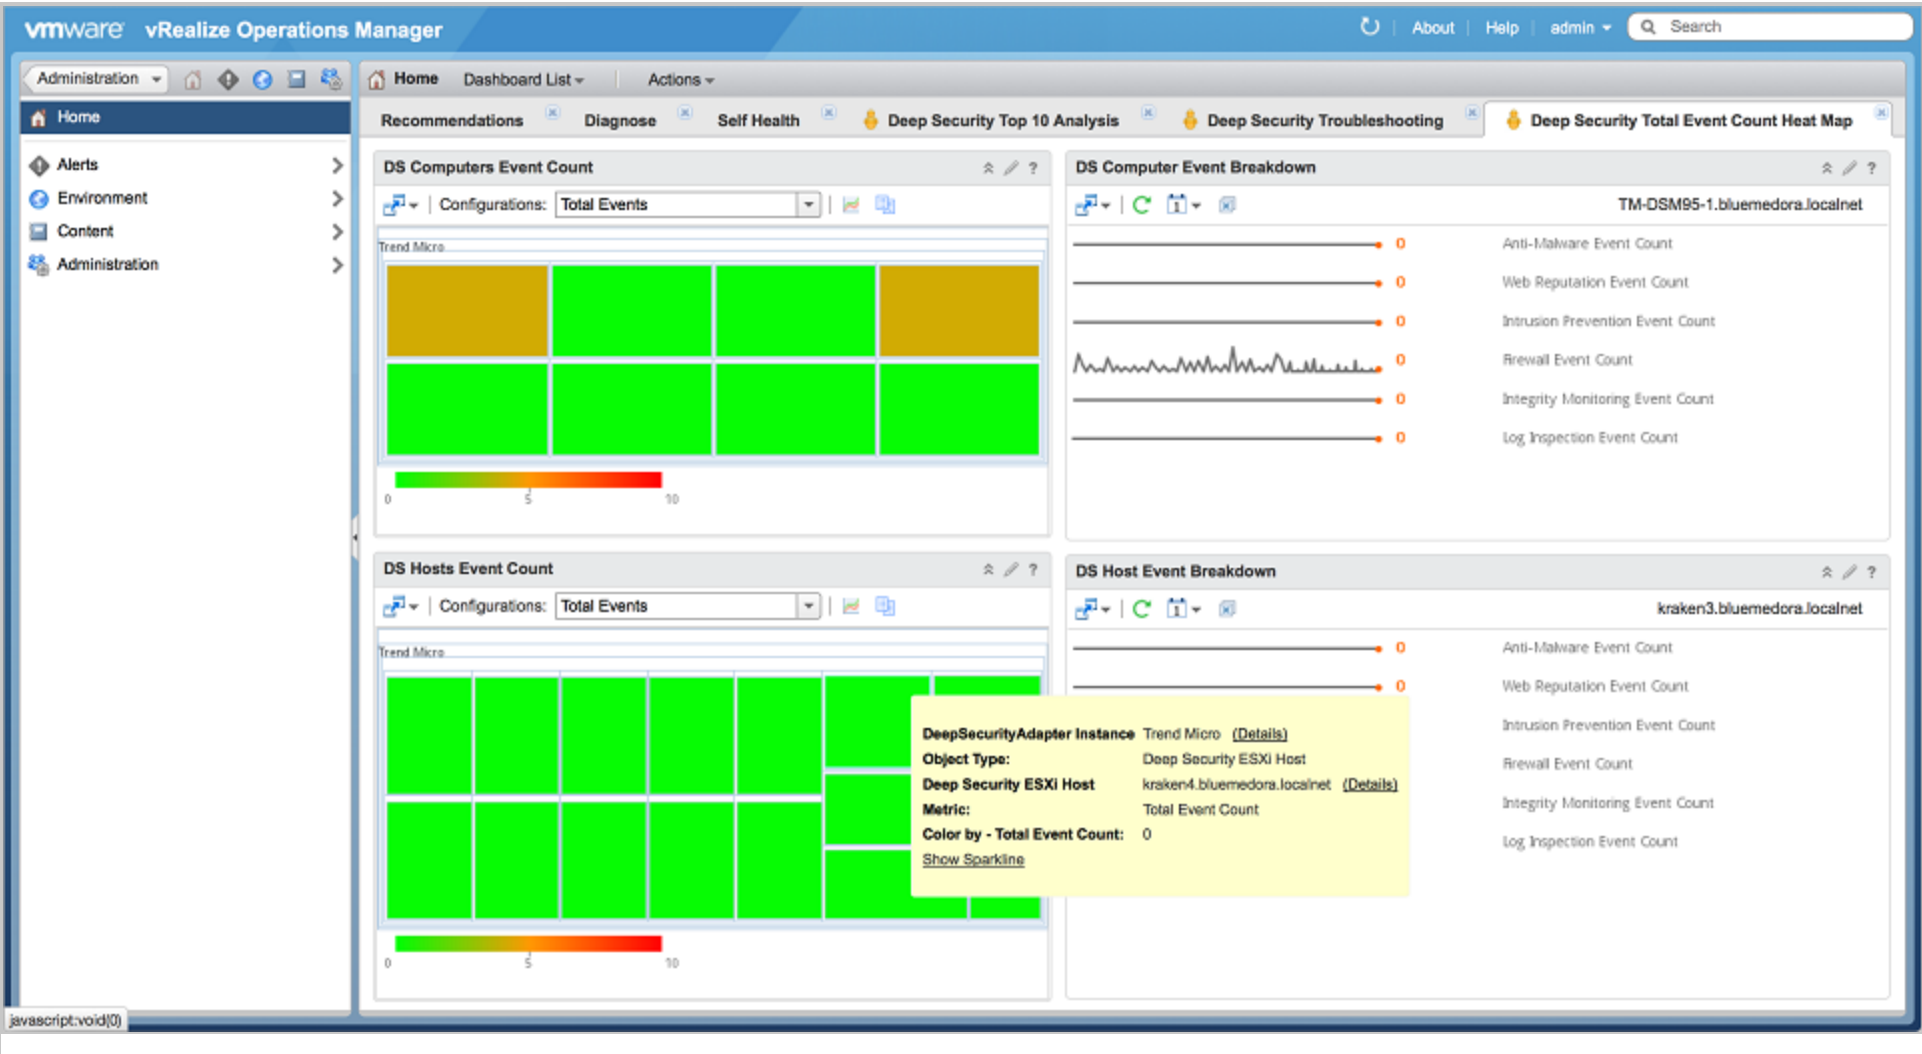 vmware vRealize Operations Manager
About Help admin Search
Administration
Home Dashboard List Actions
Home
Alerts
Environment
Content
Administration
Recommendations Diagnose Self Health Deep Security Top 10 Analysis Deep Security Troubleshooting Deep Security Total Event Count Heat Map
DS Computers Event Count ?
Configurations: Total Events
Trend Micro
0 5 10
DS Computer Event Breakdown ?
1 TM-DSM95-1.bluemedora.localnet
0 Anti-Malware Event Count
0 Web Reputation Event Count
0 Intrusion Prevention Event Count
0 Firewall Event Count
0 Integrity Monitoring Event Count
0 Log Inspection Event Count
DS Hosts Event Count ?
Configurations: Total Events
Trend Micro
0 5 10
DS Host Event Breakdown ?
1 kraken3.bluemedora.localnet
0 Anti-Malware Event Count
0 Web Reputation Event Count
Intrusion Prevention Event Count
Firewall Event Count
Integrity Monitoring Event Count
Log Inspection Event Count
DeepSecurityAdapter Instance Trend Micro (Details)
Object Type: Deep Security ESXi Host
Deep Security ESXi Host kraken4.bluemedora.localnet (Details)
Metric: Total Event Count
Color by - Total Event Count: 0
Show Sparkline
javascript:void(0)